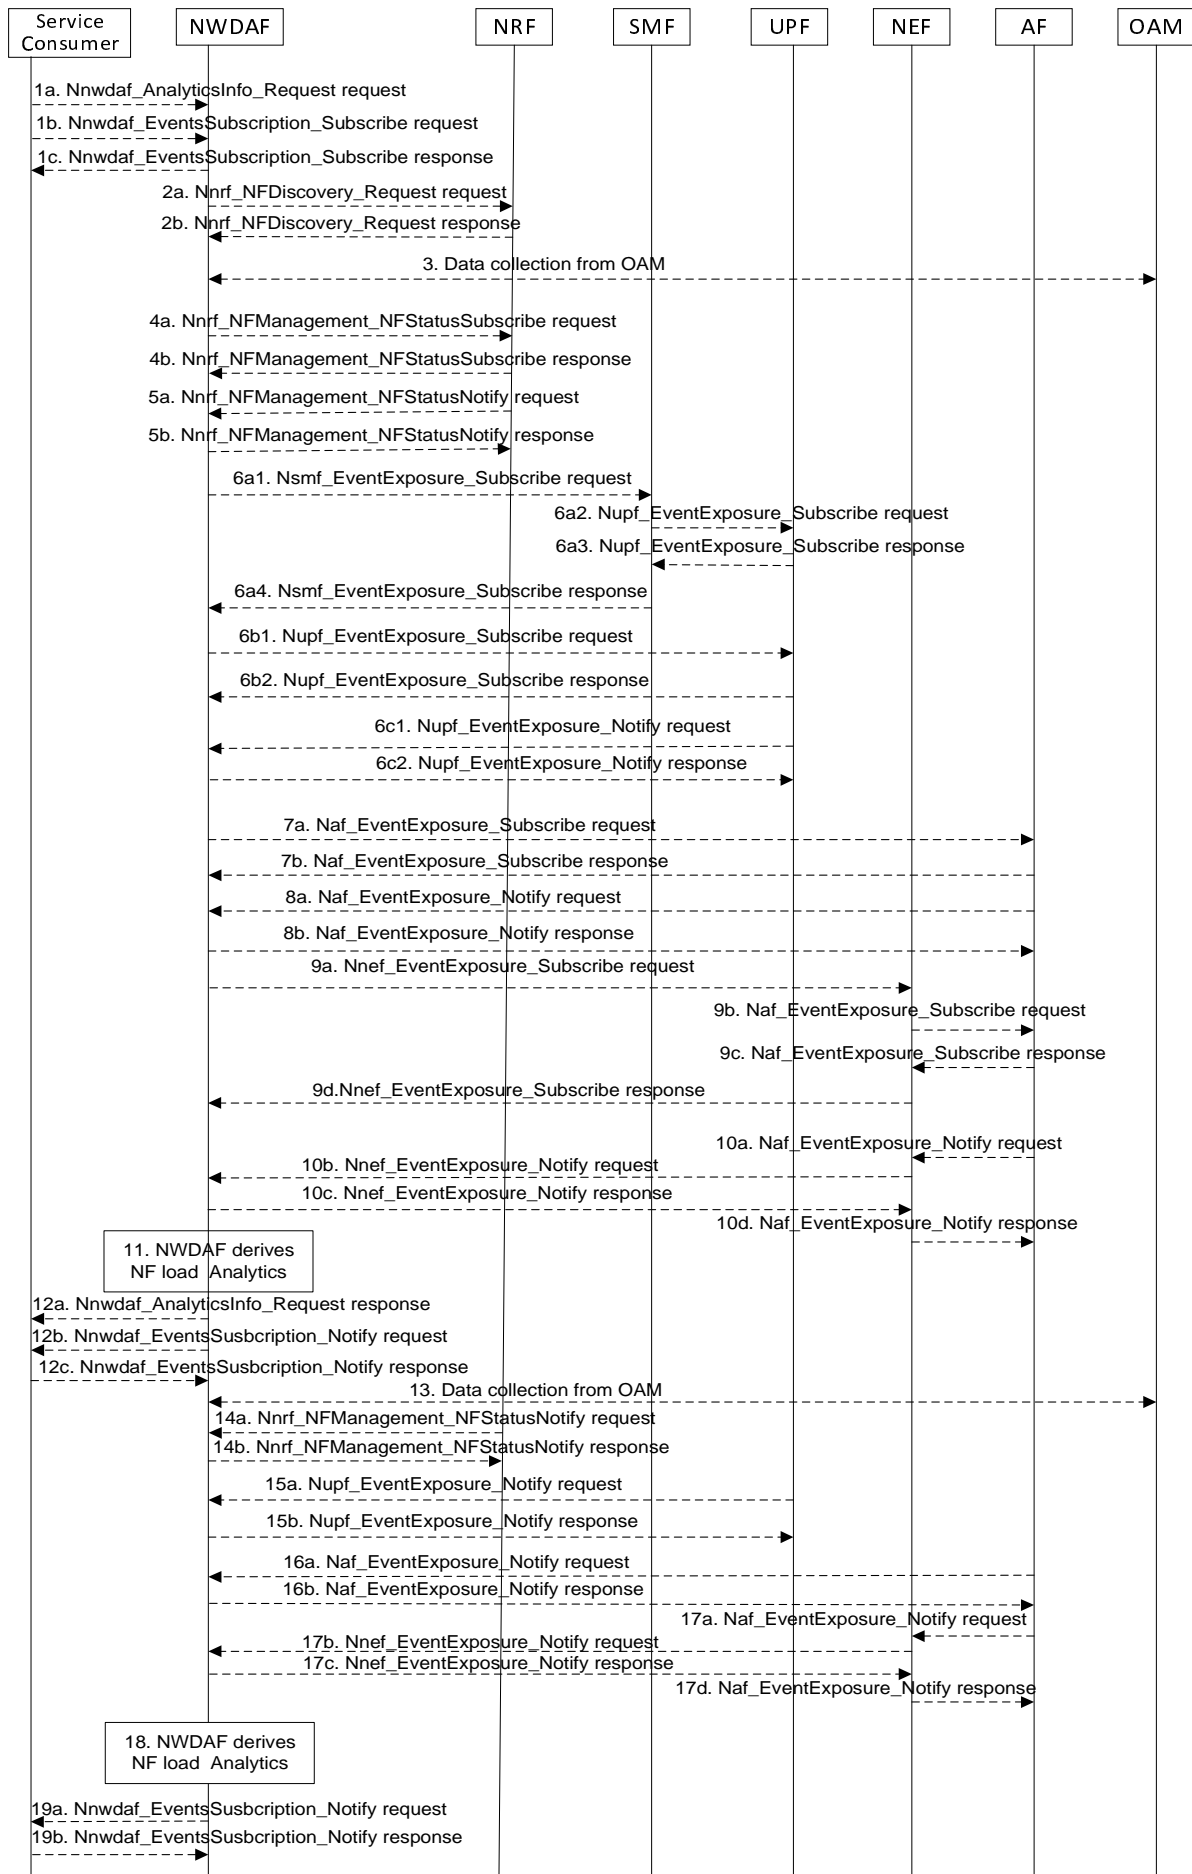 Service
Consumer
NWDAF
NRF
SMF
UPF
NEF
AF
OAM
1a. Nnwdaf_AnalyticsInfo_Request request
1b. Nnwdaf_EventsSubscription_Subscribe request
1c. Nnwdaf_EventsSubscription_Subscribe response
2a. Nnrf_NFDiscovery_Request request
2b. Nnrf_NFDiscovery_Request response
3. Data collection from OAM
4a. Nnrf_NFManagement_NFStatusSubscribe request
4b. Nnrf_NFManagement_NFStatusSubscribe response
5a. Nnrf_NFManagement_NFStatusNotify request
5b. Nnrf_NFManagement_NFStatusNotify response
6a1. Nsmf_EventExposure_Subscribe request
6a2. Nupf_EventExposure_Subscribe request
6a3. Nupf_EventExposure_Subscribe response
6a4. Nsmf_EventExposure_Subscribe response
6b1. Nupf_EventExposure_Subscribe request
6b2. Nupf_EventExposure_Subscribe response
6c1. Nupf_EventExposure_Notify request
6c2. Nupf_EventExposure_Notify response
7a. Naf_EventExposure_Subscribe request
7b. Naf_EventExposure_Subscribe response
8a. Naf_EventExposure_Notify request
8b. Naf_EventExposure_Notify response
9a. Nnef_EventExposure_Subscribe request
9b. Naf_EventExposure_Subscribe request
9c. Naf_EventExposure_Subscribe response
9d.Nnef_EventExposure_Subscribe response
10a. Naf_EventExposure_Notify request
10b. Nnef_EventExposure_Notify request
10c. Nnef_EventExposure_Notify response
10d. Naf_EventExposure_Notify response
11. NWDAF derives
NF load Analytics
12a. Nnwdaf_AnalyticsInfo_Request response
12b. Nnwdaf_EventsSusbcription_Notify request
12c. Nnwdaf_EventsSusbcription_Notify response
13. Data collection from OAM
14a. Nnrf_NFManagement_NFStatusNotify request
14b. Nnrf_NFManagement_NFStatusNotify response
15a. Nupf_EventExposure_Notify request
15b. Nupf_EventExposure_Notify response
16a. Naf_EventExposure_Notify request
16b. Naf_EventExposure_Notify response
17a. Naf_EventExposure_Notify request
17b. Nnef_EventExposure_Notify request
17c. Nnef_EventExposure_Notify response
17d. Naf_EventExposure_Notify response
18. NWDAF derives
NF load Analytics
19a. Nnwdaf_EventsSusbcription_Notify request
19b. Nnwdaf_EventsSusbcription_Notify response